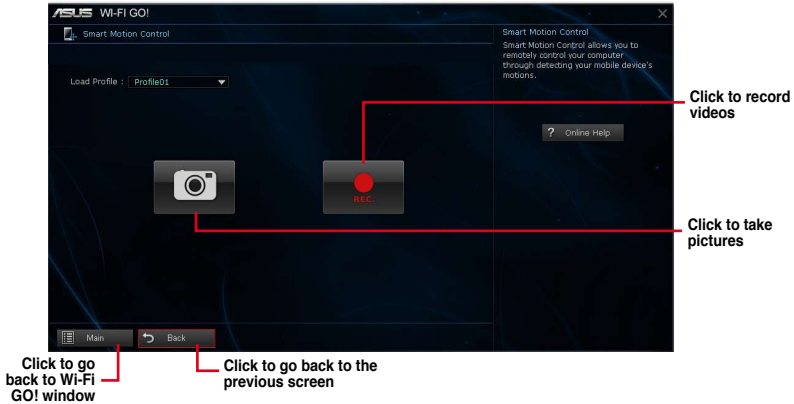 ASUS WI-FI GO!
Smart Motion Control
Load Profile : Profile01
REC.
Main
Back
Smart Motion Control
Smart Motion Control allows you to
remotely control your computer
through detecting your mobile device's
motions.
? Online Help
Click to record
videos
Click to take
pictures
Click to go
back to Wi-Fi
GO! window
Click to go back to the
previous screen